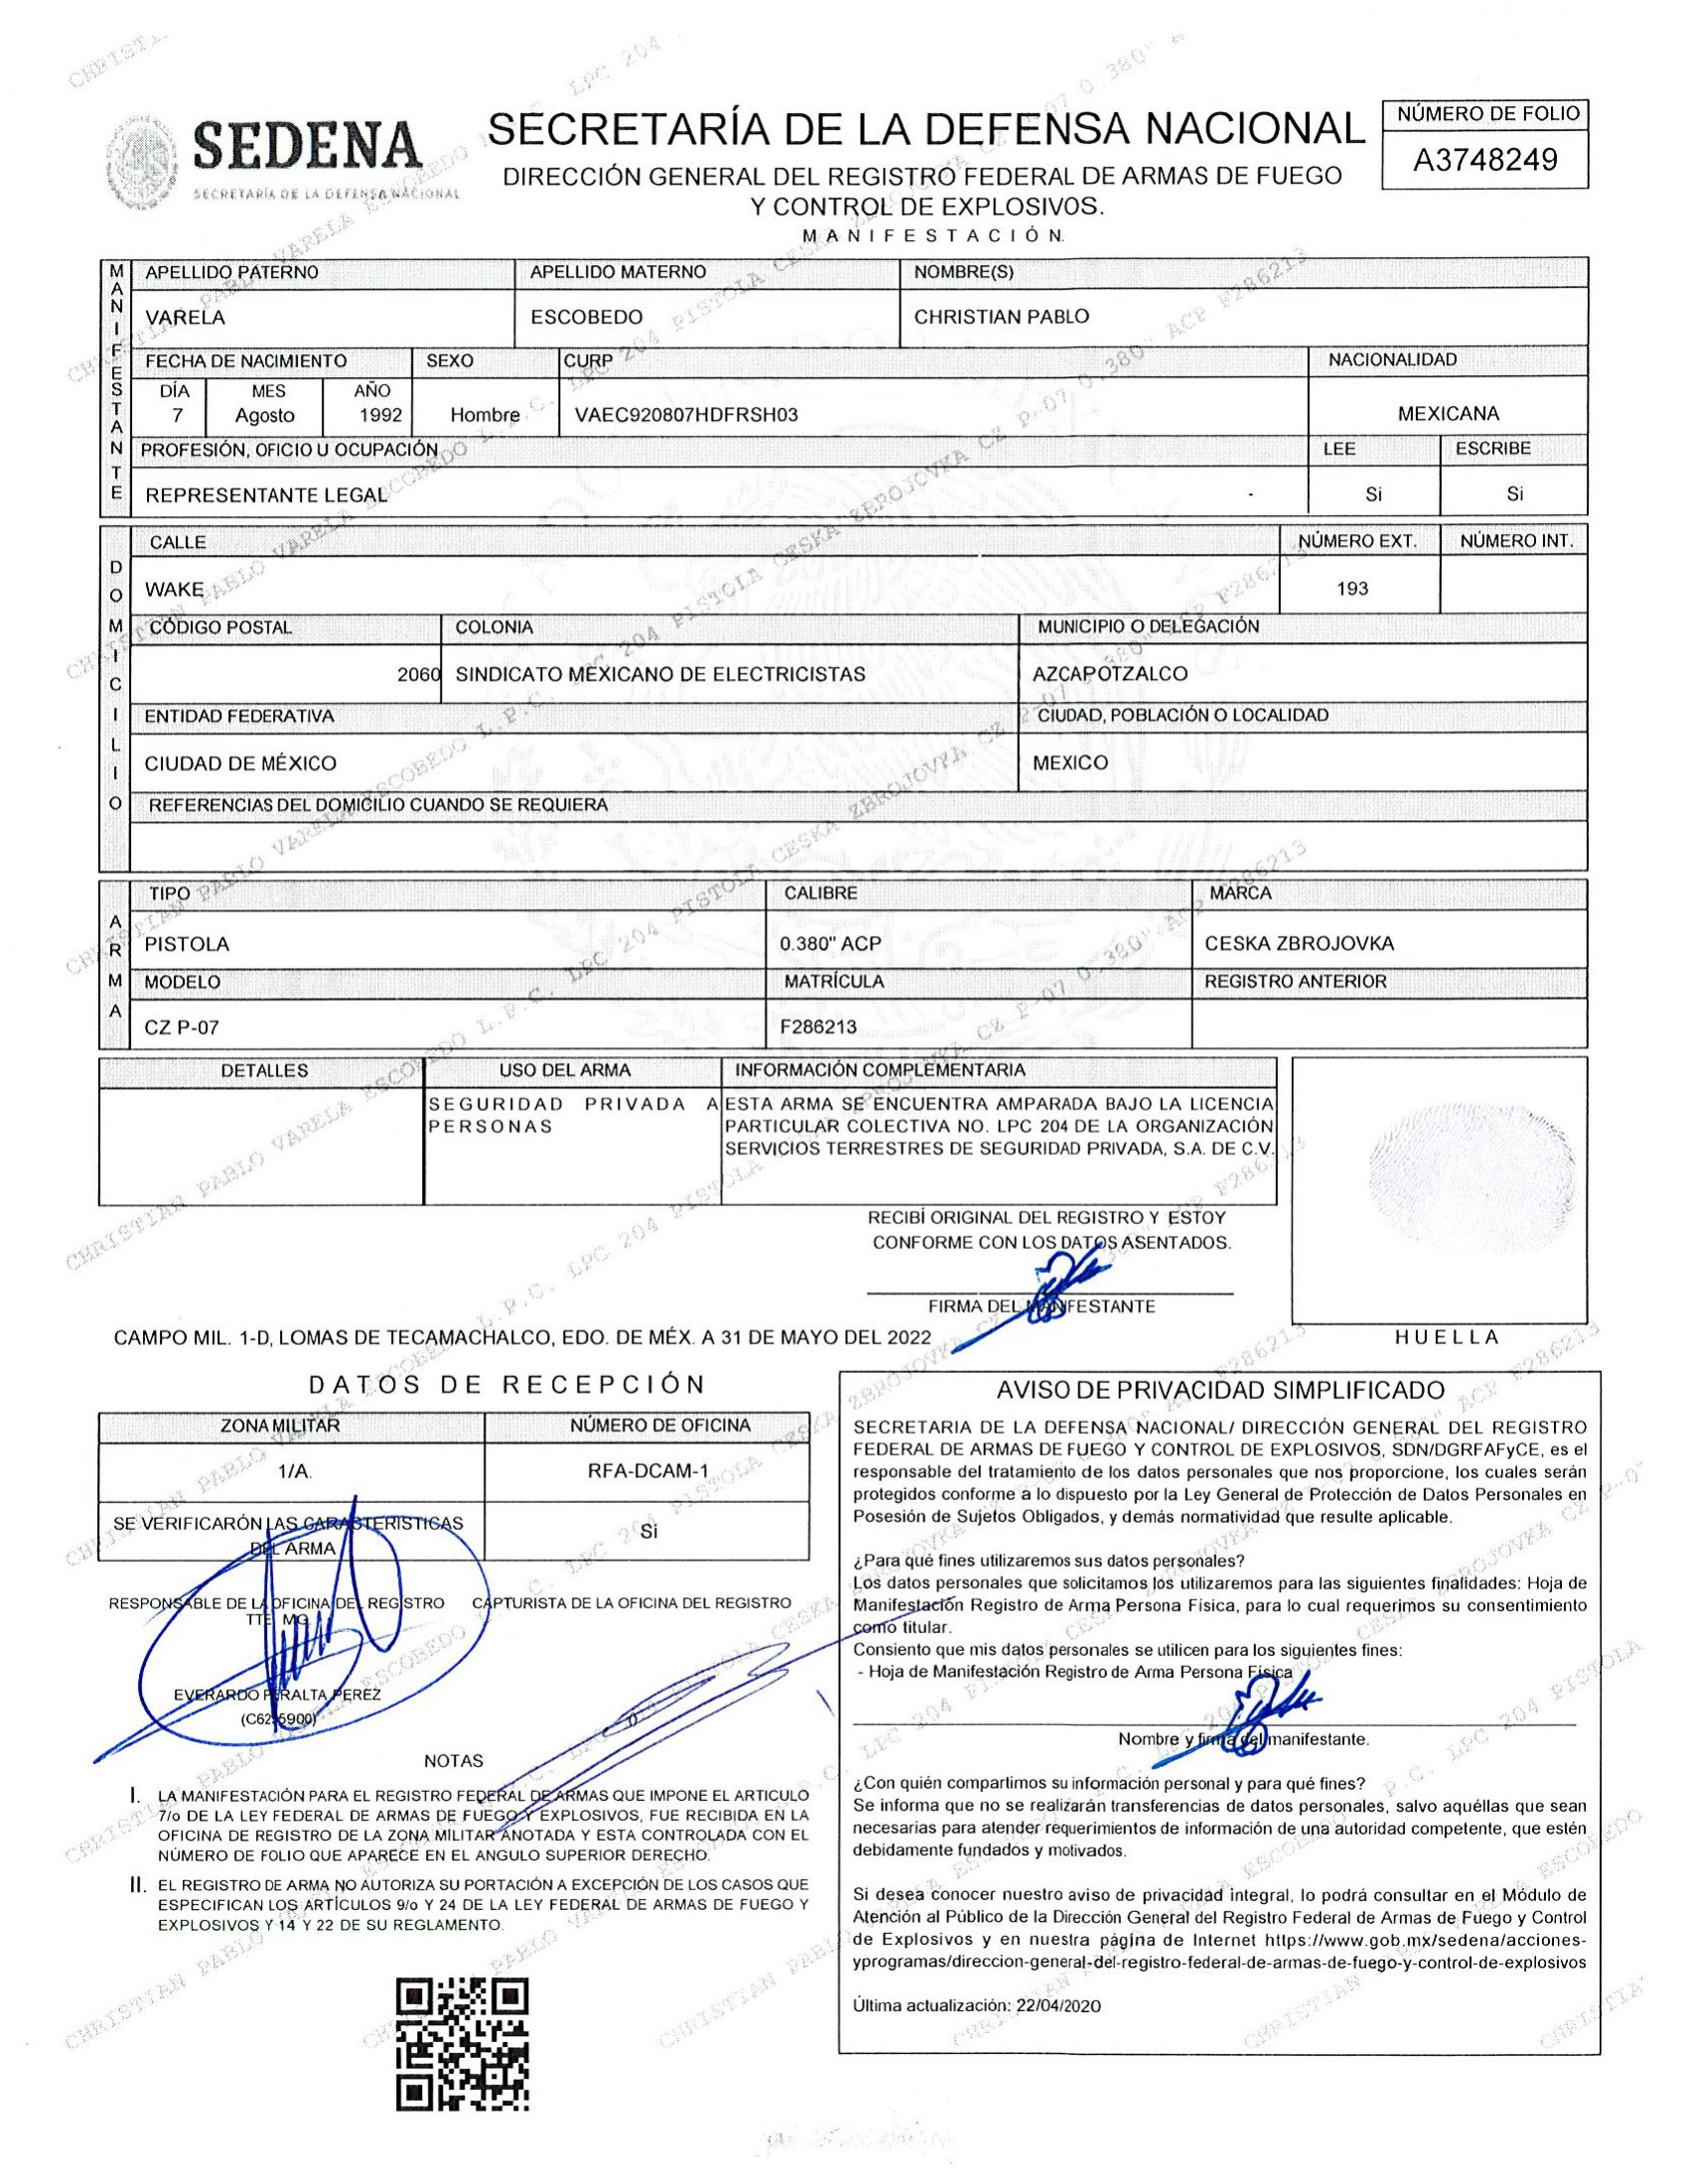 SEDENA
SECRETARÍA DE LA DEFENSA NACIONAL
SECRETARÍA DE LA DEFENSA NACIONAL
DIRECCIÓN GENERAL DEL REGISTRO FEDERAL DE ARMAS DE FUEGO
Y CONTROL DE EXPLOSIVOS.
MANIFESTACIÓN.
NÚMERO DE FOLIO
A3748249
MANIFESTANTE
APELLIDO PATERNO APELLIDO MATERNO NOMBRE(S)
VARELA ESCOBEDO CHRISTIAN PABLO
FECHA DE NACIMIENTO SEXO CURP NACIONALIDAD
DÍA MES AÑO
7 Agosto 1992 Hombre VAEC920807HDFRSH03 MEXICANA
PROFESIÓN, OFICIO U OCUPACIÓN LEE ESCRIBE
REPRESENTANTE LEGAL - Si Si
DOMICILIO
CALLE NÚMERO EXT. NÚMERO INT.
WAKE 193
CÓDIGO POSTAL COLONIA MUNICIPIO O DELEGACIÓN
2060 SINDICATO MEXICANO DE ELECTRICISTAS AZCAPOTZALCO
ENTIDAD FEDERATIVA CIUDAD, POBLACIÓN O LOCALIDAD
CIUDAD DE MÉXICO MEXICO
REFERENCIAS DEL DOMICILIO CUANDO SE REQUIERA
ARMA
TIPO CALIBRE MARCA
PISTOLA 0.380" ACP CESKA ZBROJOVKA
MODELO MATRÍCULA REGISTRO ANTERIOR
CZ P-07 F286213
DETALLES USO DEL ARMA INFORMACIÓN COMPLEMENTARIA
SEGURIDAD PRIVADA A
PERSONAS
ESTA ARMA SE ENCUENTRA AMPARADA BAJO LA LICENCIA
PARTICULAR COLECTIVA NO. LPC 204 DE LA ORGANIZACIÓN
SERVICIOS TERRESTRES DE SEGURIDAD PRIVADA, S.A. DE C.V.
RECIBÍ ORIGINAL DEL REGISTRO Y ESTOY
CONFORME CON LOS DATOS ASENTADOS.
FIRMA DEL MANIFESTANTE
HUELLA
CAMPO MIL. 1-D, LOMAS DE TECAMACHALCO, EDO. DE MÉX. A 31 DE MAYO DEL 2022
DATOS DE RECEPCIÓN
ZONA MILITAR NÚMERO DE OFICINA
1/A. RFA-DCAM-1
SE VERIFICARÓN LAS CARACTERISTICAS
DEL ARMA
Si
RESPONSABLE DE LA OFICINA DEL REGISTRO CAPTURISTA DE LA OFICINA DEL REGISTRO
TTE. MG.
EVERARDO PERALTA PEREZ
NOTAS
I. LA MANIFESTACIÓN PARA EL REGISTRO FEDERAL DE ARMAS QUE IMPONE EL ARTICULO
7/o DE LA LEY FEDERAL DE ARMAS DE FUEGO Y EXPLOSIVOS, FUE RECIBIDA EN LA
OFICINA DE REGISTRO DE LA ZONA MILITAR ANOTADA Y ESTA CONTROLADA CON EL
NÚMERO DE FOLIO QUE APARECE EN EL ANGULO SUPERIOR DERECHO.
II. EL REGISTRO DE ARMA NO AUTORIZA SU PORTACIÓN A EXCEPCIÓN DE LOS CASOS QUE
ESPECIFICAN LOS ARTÍCULOS 9/o Y 24 DE LA LEY FEDERAL DE ARMAS DE FUEGO Y
EXPLOSIVOS Y 14 Y 22 DE SU REGLAMENTO.
AVISO DE PRIVACIDAD SIMPLIFICADO
SECRETARIA DE LA DEFENSA NACIONAL/ DIRECCIÓN GENERAL DEL REGISTRO
FEDERAL DE ARMAS DE FUEGO Y CONTROL DE EXPLOSIVOS, SDN/DGRFAFyCE, es el
responsable del tratamiento de los datos personales que nos proporcione, los cuales serán
protegidos conforme a lo dispuesto por la Ley General de Protección de Datos Personales en
Posesión de Sujetos Obligados, y demás normatividad que resulte aplicable.
¿Para qué fines utilizaremos sus datos personales?
Los datos personales que solicitamos los utilizaremos para las siguientes finalidades: Hoja de
Manifestación Registro de Arma Persona Física, para lo cual requerimos su consentimiento
como titular.
Consiento que mis datos personales se utilicen para los siguientes fines:
- Hoja de Manifestación Registro de Arma Persona Física
Nombre y firma del manifestante.
¿Con quién compartimos su información personal y para qué fines?
Se informa que no se realizarán transferencias de datos personales, salvo aquéllas que sean
necesarias para atender requerimientos de información de una autoridad competente, que estén
debidamente fundados y motivados.
Si desea conocer nuestro aviso de privacidad integral, lo podrá consultar en el Módulo de
Atención al Público de la Dirección General del Registro Federal de Armas de Fuego y Control
de Explosivos y en nuestra página de Internet https://www.gob.mx/sedena/acciones-
yprogramas/direccion-general-del-registro-federal-de-armas-de-fuego-y-control-de-explosivos
Última actualización: 22/04/2020